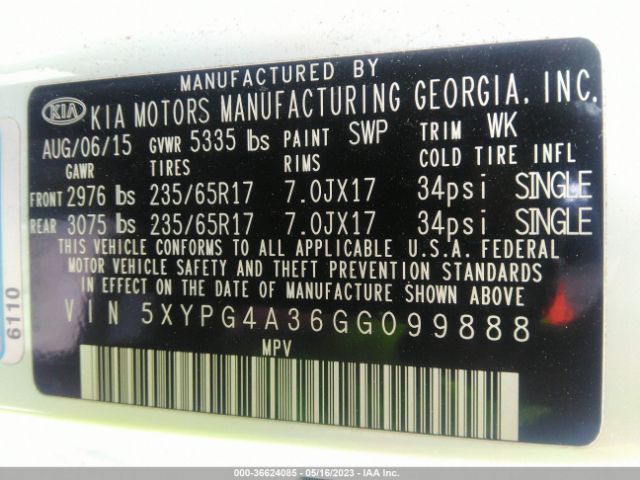 MANUFACTURED BY
KIA KIA MOTORS MANUFACTURING GEORGIA, INC.
AUG/06/15 GVWR 5335 lbs PAINT SWP TRIM WK
GAWR TIRES RIMS COLD TIRE INFL
FRONT 2976 lbs 235/65R17 7.0JX17 34psi SINGLE
REAR 3075 lbs 235/65R17 7.0JX17 34psi SINGLE
THIS VEHICLE CONFORMS TO ALL APPLICABLE U.S.A. FEDERAL
MOTOR VEHICLE SAFETY AND THEFT PREVENTION STANDARDS
IN EFFECT ON THE DATE OF MANUFACTURE SHOWN ABOVE.
VIN 5XYPG4A36GG099888
MPV
6110
000-36624085 - 05/16/2023 - IAA Inc.